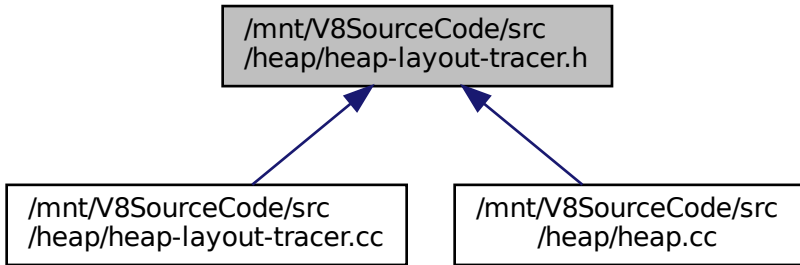 /mnt/V8SourceCode/src
/heap/heap-layout-tracer.h
/mnt/V8SourceCode/src
/heap/heap-layout-tracer.cc
/mnt/V8SourceCode/src
/heap/heap.cc